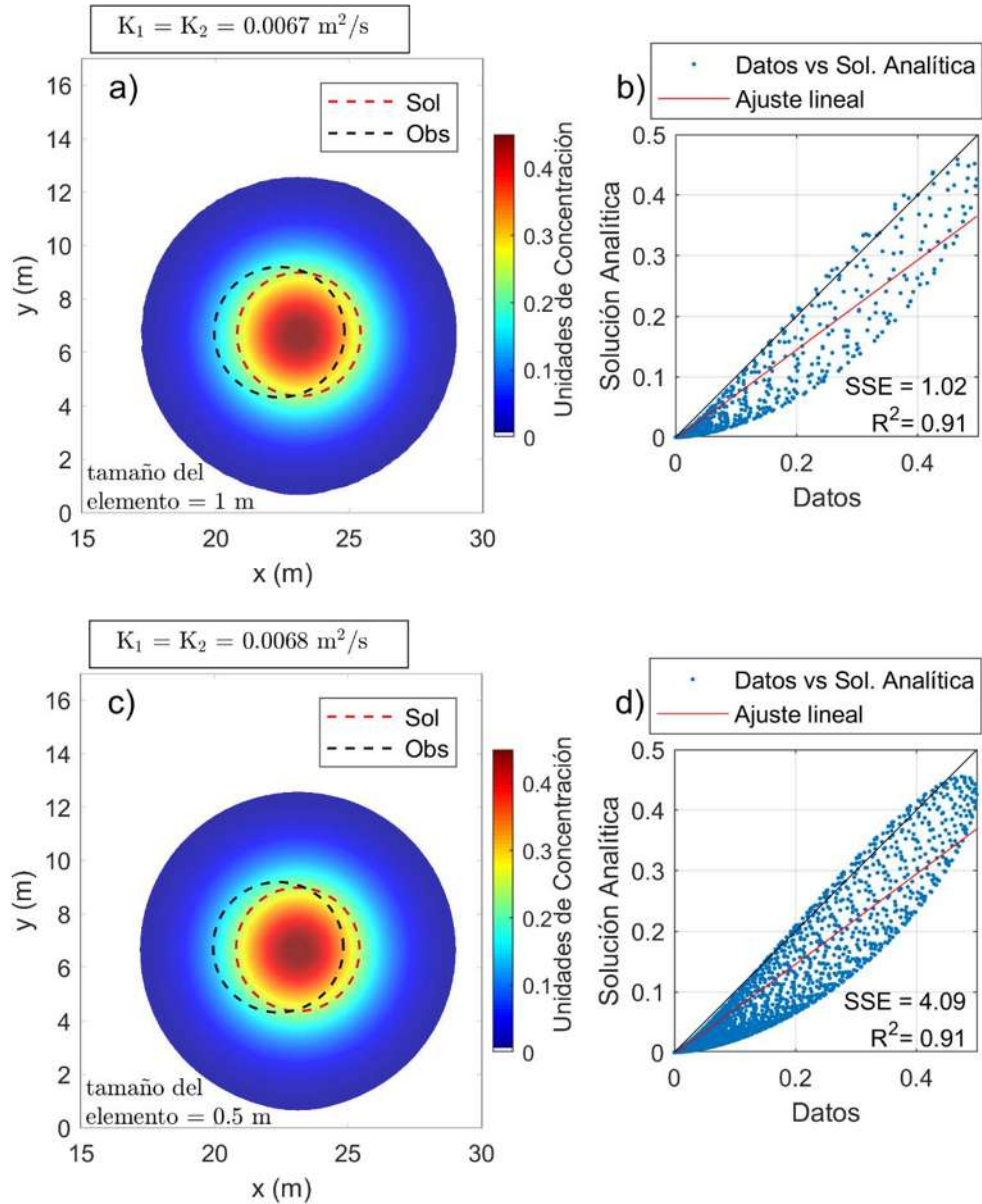 K₁ = K₂ = 0.0067 m²/s
a)
Sol
Obs
tamaño del
elemento = 1 m
16
14
12
10
8
6
4
2
0
y (m)
15
20
25
30
x (m)
0.4
0.3
0.2
0.1
0
Unidades de Concentración
b)
Datos vs Sol. Analítica
Ajuste lineal
0.5
0.4
0.3
0.2
0.1
0
Solución Analítica
SSE = 1.02
R²= 0.91
0
0.2
0.4
Datos
K₁ = K₂ = 0.0068 m²/s
c)
Sol
Obs
tamaño del
elemento = 0.5 m
16
14
12
10
8
6
4
2
0
y (m)
15
20
25
30
x (m)
0.4
0.3
0.2
0.1
0
Unidades de Concentración
d)
Datos vs Sol. Analítica
Ajuste lineal
0.5
0.4
0.3
0.2
0.1
0
Solución Analítica
SSE = 4.09
R²= 0.91
0
0.2
0.4
Datos